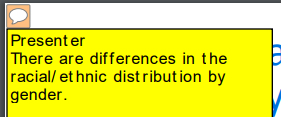 Presenter
There are differences in the
racial/ethnic distribution by
gender.